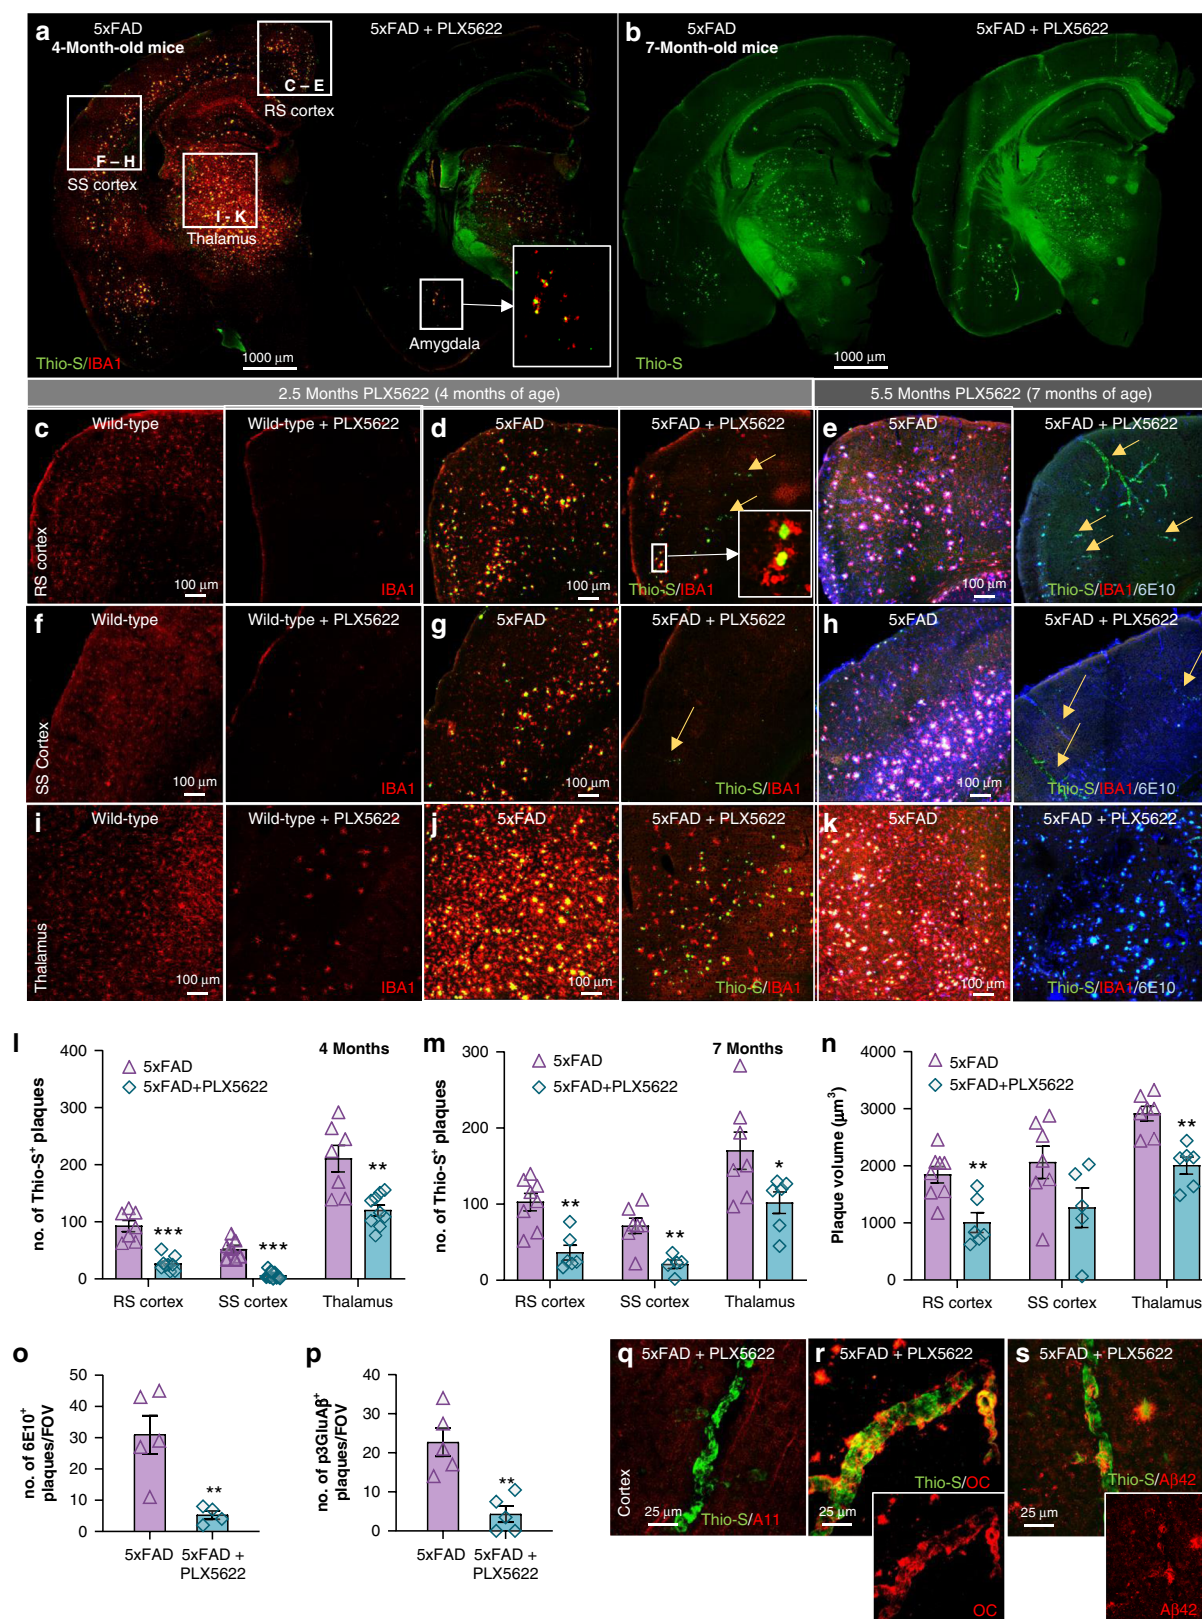 a
5xFAD
4-Month-old mice
5xFAD + PLX5622
C – E
RS cortex
F – H
SS cortex
I - K
Thalamus
Amygdala
Thio-S/IBA1
1000 µm
b
5xFAD
7-Month-old mice
5xFAD + PLX5622
Thio-S
1000 µm
2.5 Months PLX5622 (4 months of age)
5.5 Months PLX5622 (7 months of age)
c
Wild-type
Wild-type + PLX5622
d
5xFAD
5xFAD + PLX5622
e
5xFAD
5xFAD + PLX5622
RS cortex
100 µm
IBA1
100 µm
Thio-S/IBA1
100 µm
Thio-S/IBA1/6E10
f
Wild-type
Wild-type + PLX5622
g
5xFAD
5xFAD + PLX5622
h
5xFAD
5xFAD + PLX5622
SS Cortex
100 µm
IBA1
100 µm
Thio-S/IBA1
100 µm
Thio-S/IBA1/6E10
i
Wild-type
Wild-type + PLX5622
j
5xFAD
5xFAD + PLX5622
k
5xFAD
5xFAD + PLX5622
Thalamus
100 µm
IBA1
100 µm
Thio-S/IBA1
100 µm
Thio-S/IBA1/6E10
l
4 Months
5xFAD
5xFAD+PLX5622
no. of Thio-S+ plaques
400
300
200
100
0
***
***
**
RS cortex
SS cortex
Thalamus
m
7 Months
5xFAD
5xFAD+PLX5622
no. of Thio-S+ plaques
300
200
100
0
**
**
*
RS cortex
SS cortex
Thalamus
n
5xFAD
5xFAD+PLX5622
Plaque volume (µm3)
4000
3000
2000
1000
0
**
**
RS cortex
SS cortex
Thalamus
o
no. of 6E10+
plaques/FOV
50
40
30
20
10
0
**
5xFAD
5xFAD +
PLX5622
p
no. of p3GluAβ+
plaques/FOV
40
30
20
10
0
**
5xFAD
5xFAD +
PLX5622
q
5xFAD + PLX5622
Cortex
25 µm
Thio-S/A11
r
5xFAD + PLX5622
Thio-S/OC
25 µm
OC
s
5xFAD + PLX5622
Thio-S/Aβ42
25 µm
Aβ42